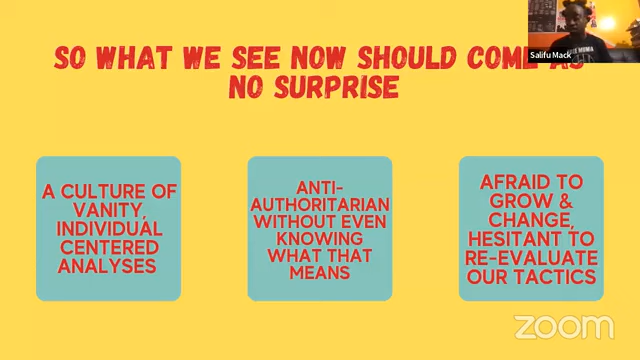 SO WHAT WE SEE NOW SHOULD COME AS
NO SURPRISE
Salifu Mack
A CULTURE OF
VANITY,
INDIVIDUAL
CENTERED
ANALYSES
ANTI-
AUTHORITARIAN
WITHOUT EVEN
KNOWING
WHAT THAT
MEANS
AFRAID TO
GROW &
CHANGE,
HESITANT TO
RE-EVALUATE
OUR TACTICS
zoom